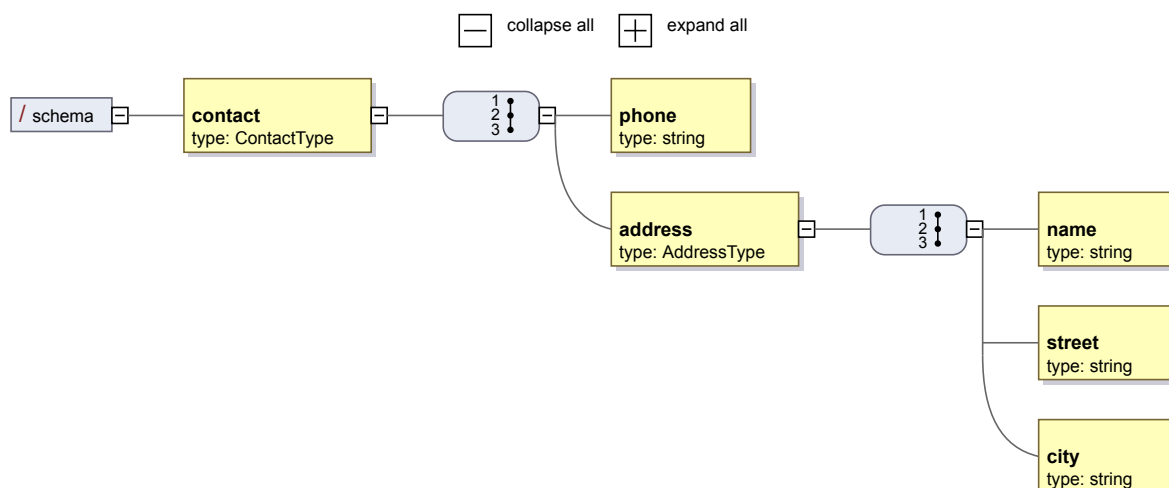 collapse all
expand all
/ schema
contact
type: ContactType
1
2
3
phone
type: string
address
type: AddressType
1
2
3
name
type: string
street
type: string
city
type: string